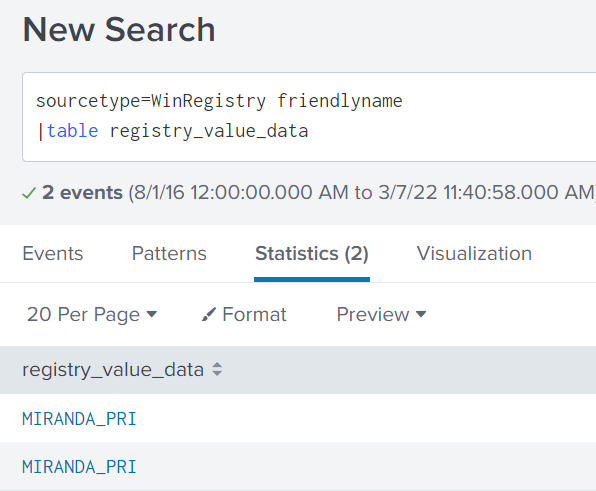 New Search
sourcetype=WinRegistry friendlyname
|table registry_value_data
✓ 2 events (8/1/16 12:00:00.000 AM to 3/7/22 11:40:58.000 AM)
Events Patterns Statistics (2) Visualization
20 Per Page Format Preview
registry_value_data
MIRANDA_PRI
MIRANDA_PRI